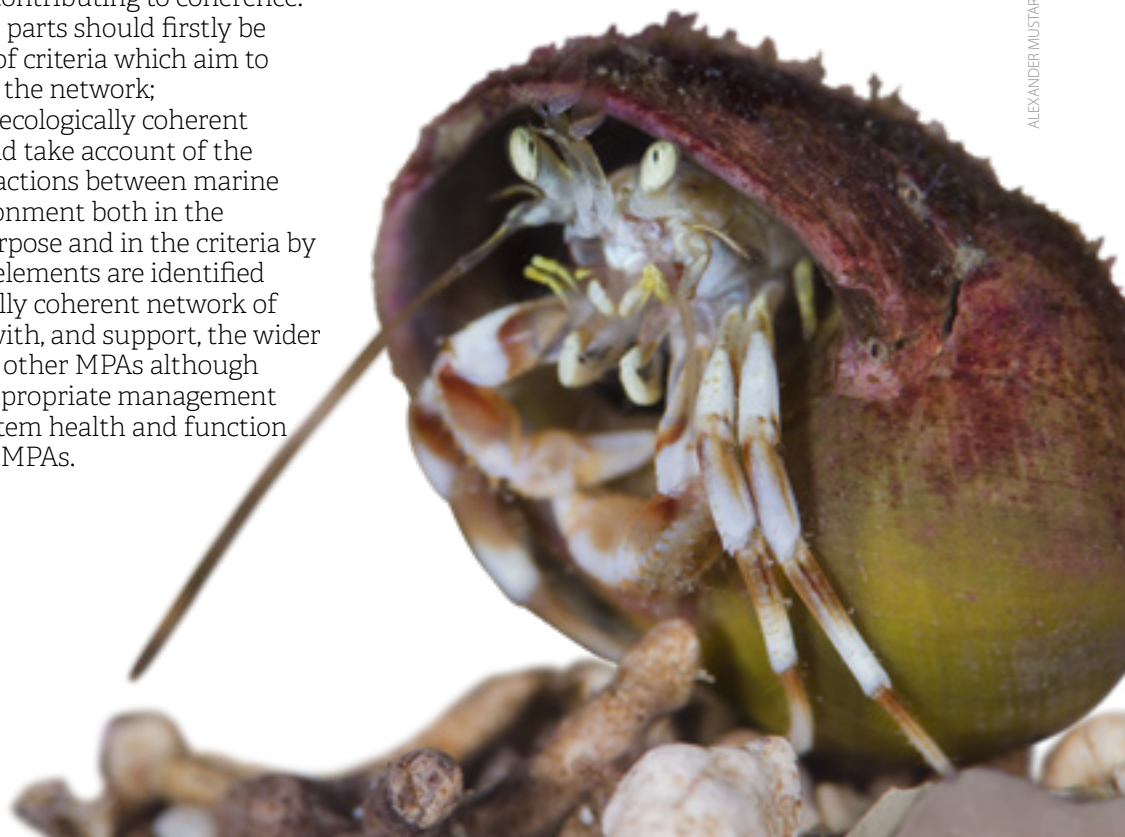 ontributing to coherence.
parts should firstly be
of criteria which aim to
the network;
ecologically coherent
d take account of the
actions between marine
onment both in the
rpose and in the criteria by
elements are identified
lly coherent network of
with, and support, the wider
other MPAs although
propriate management
tem health and function
MPAs.
ALEXANDER MUSTAR